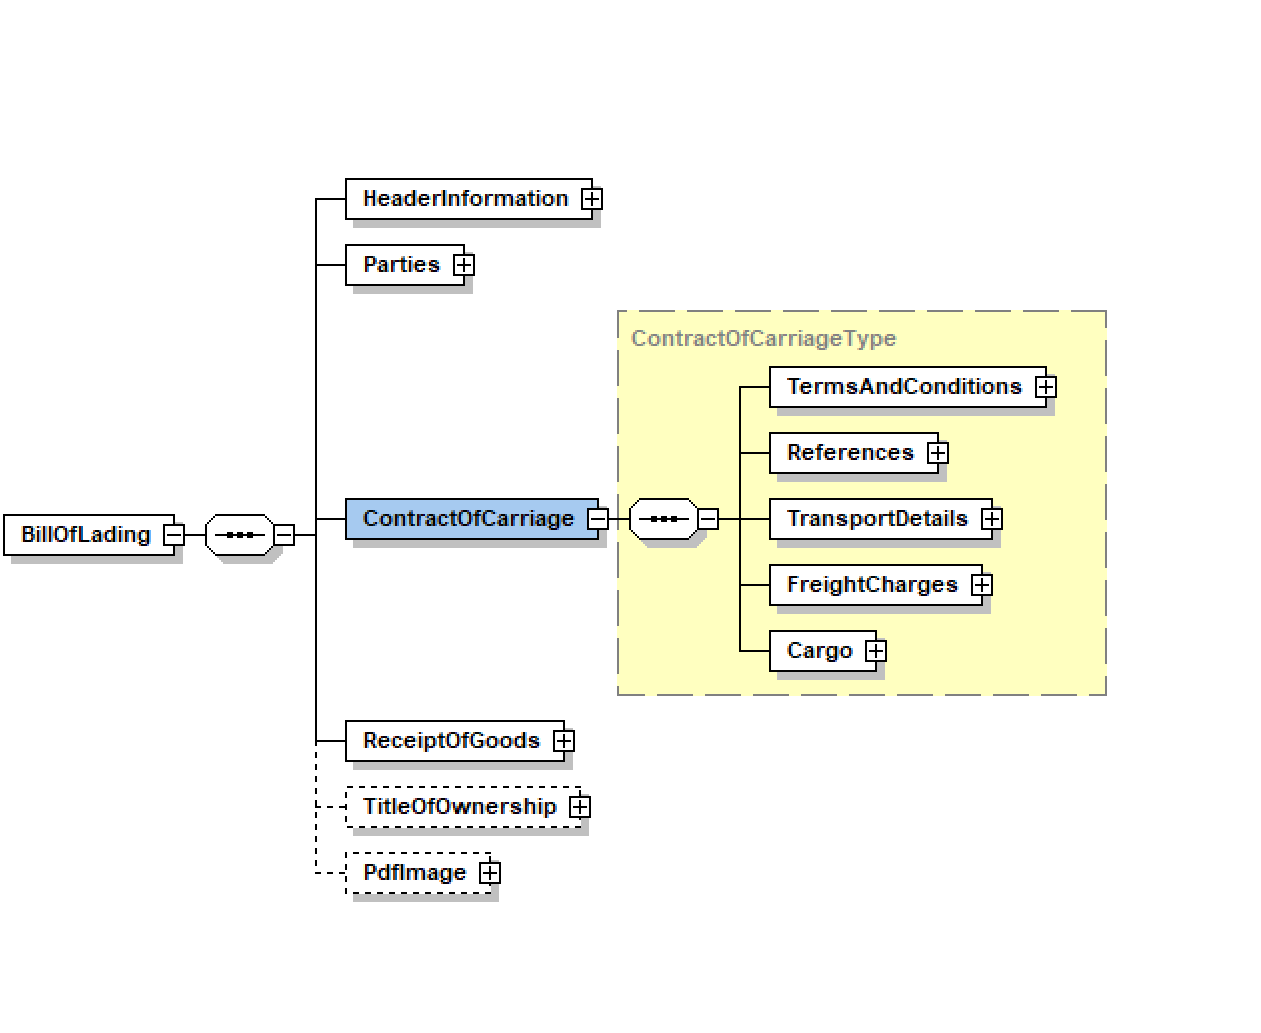 HeaderInformation
Parties
ContractOfCarriageType
TermsAndConditions
References
BillOfLading
ContractOfCarriage
TransportDetails
FreightCharges
Cargo
ReceiptOfGoods
TitleOfOwnership
PdfImage